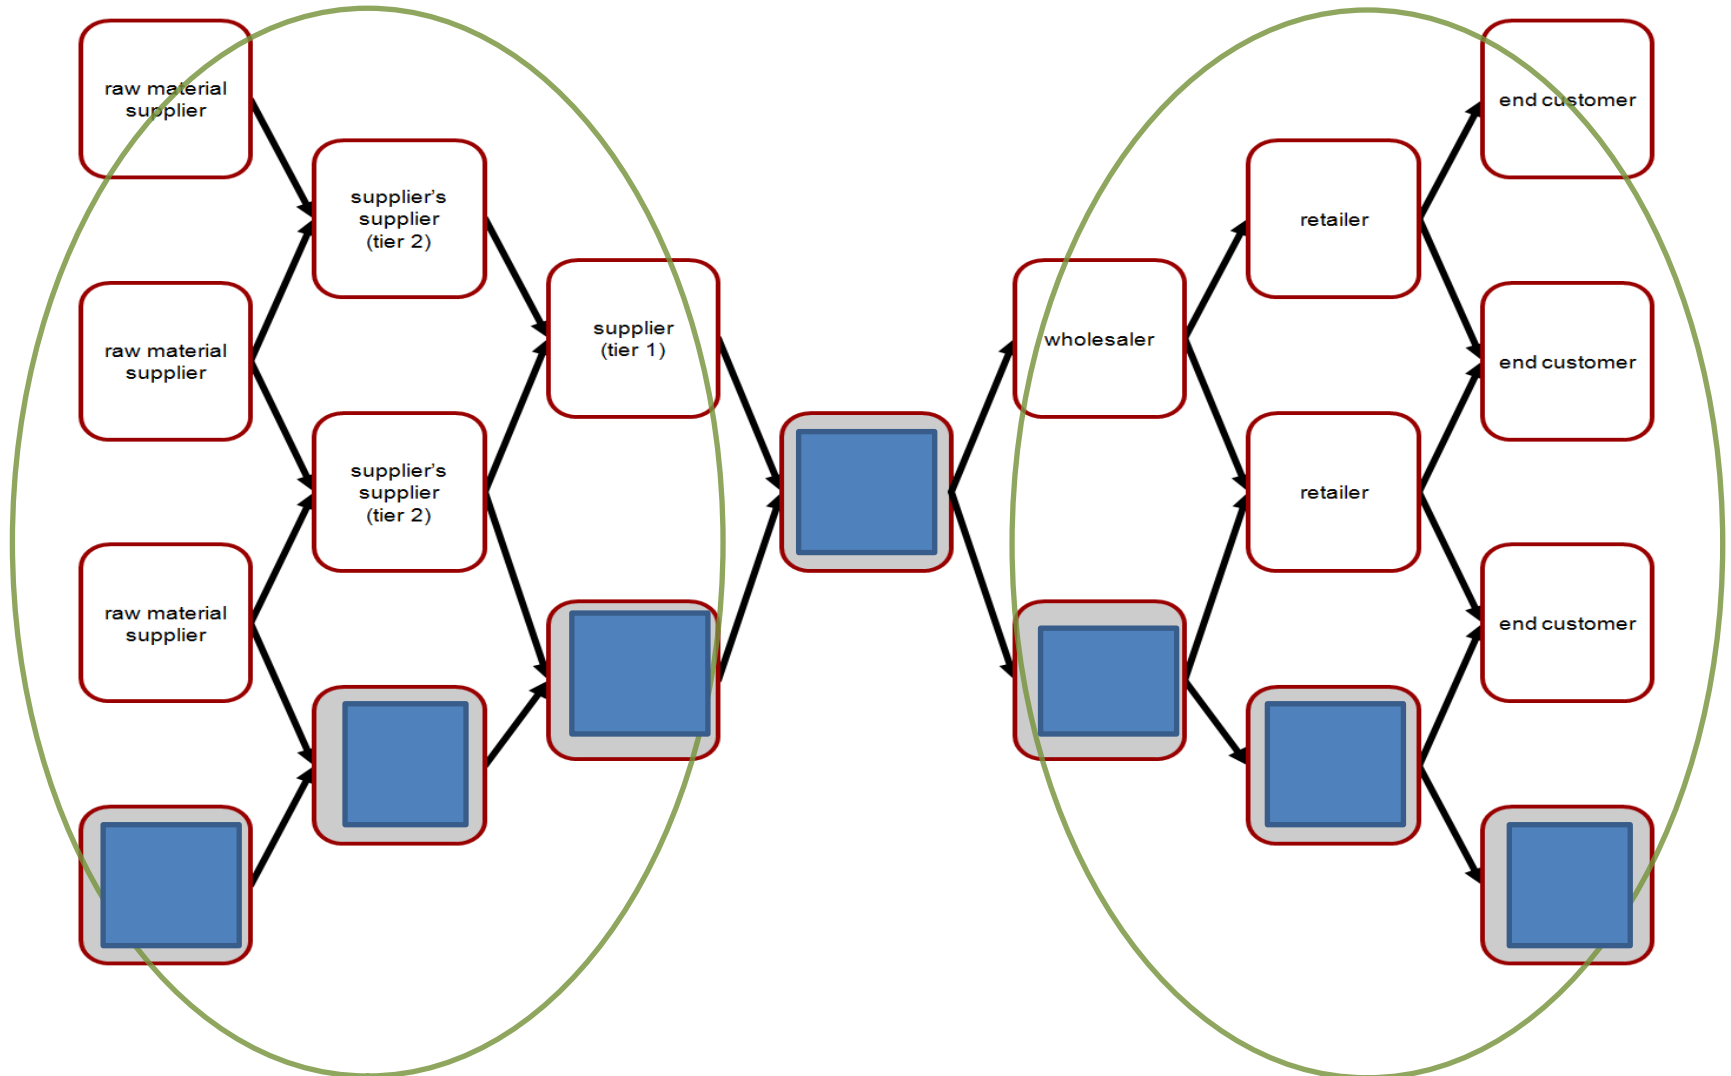 raw material
supplier
raw material
supplier
raw material
supplier
supplier’s
supplier
(tier 2)
supplier’s
supplier
(tier 2)
supplier
(tier 1)
wholesaler
retailer
retailer
end customer
end customer
end customer